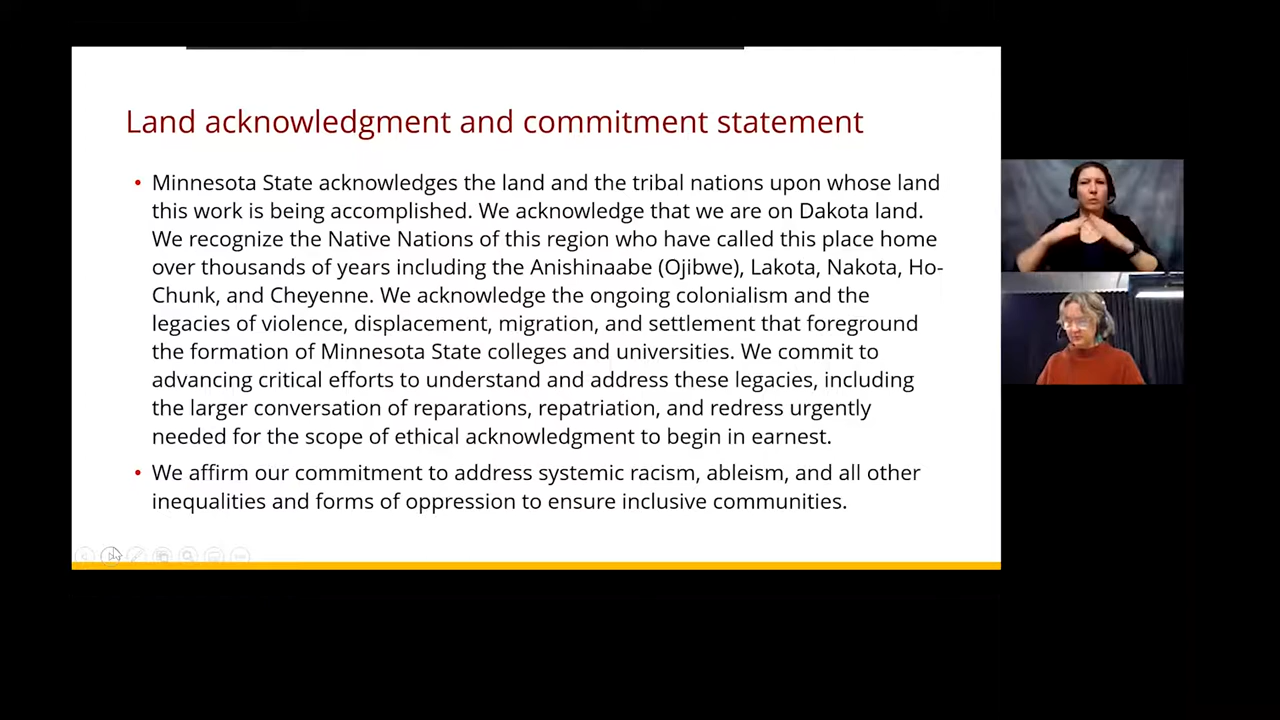 Land acknowledgment and commitment statement
• Minnesota State acknowledges the land and the tribal nations upon whose land
this work is being accomplished. We acknowledge that we are on Dakota land.
We recognize the Native Nations of this region who have called this place home
over thousands of years including the Anishinaabe (Ojibwe), Lakota, Nakota, Ho-
Chunk, and Cheyenne. We acknowledge the ongoing colonialism and the
legacies of violence, displacement, migration, and settlement that foreground
the formation of Minnesota State colleges and universities. We commit to
advancing critical efforts to understand and address these legacies, including
the larger conversation of reparations, repatriation, and redress urgently
needed for the scope of ethical acknowledgment to begin in earnest.
• We affirm our commitment to address systemic racism, ableism, and all other
inequalities and forms of oppression to ensure inclusive communities.